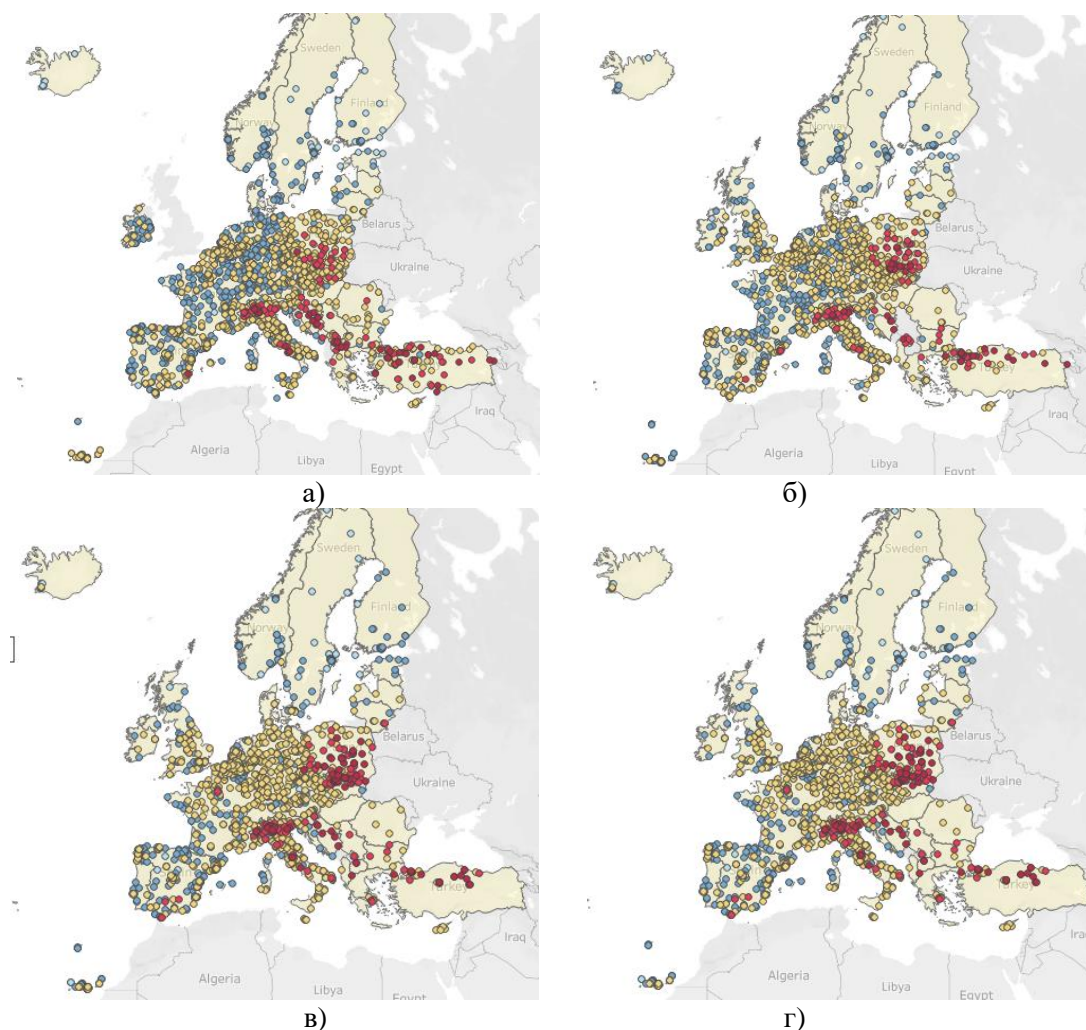 Sweden
Finland
Norway
Belarus
Ukraine
Iraq
Algeria
Libya
Egypt
а)
Sweden
Finland
Norway
Belarus
Ukraine
Turkey
Iraq
Algeria
Libya
Egypt
б)
Sweden
Finland
Norway
Belarus
Ukraine
Turkey
Iraq
Algeria
Libya
Egypt
в)
Sweden
Finland
Norway
Belarus
Ukraine
Turkey
Iraq
Algeria
Libya
Egypt
г)